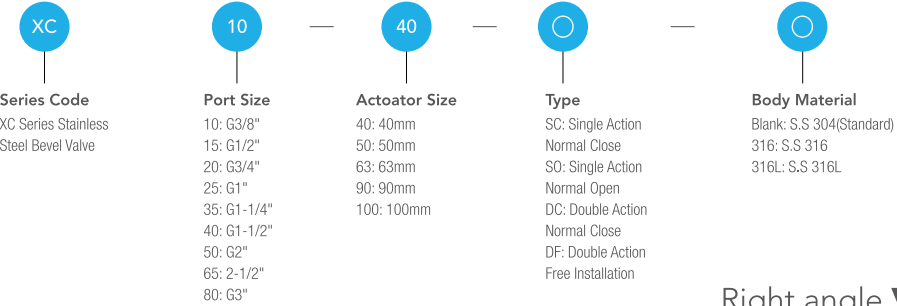 XC 10 — 40 — ○ — ○
Series Code
XC Series Stainless
Steel Bevel Valve
Port Size
10: G3/8"
15: G1/2"
20: G3/4"
25: G1"
35: G1-1/4"
40: G1-1/2"
50: G2"
65: 2-1/2"
80: G3"
Actoator Size
40: 40mm
50: 50mm
63: 63mm
90: 90mm
100: 100mm
Type
SC: Single Action
Normal Close
SO: Single Action
Normal Open
DC: Double Action
Normal Close
DF: Double Action
Free Installation
Body Material
Blank: S.S 304(Standard)
316: S.S 316
316L: S.S 316L
Right angle